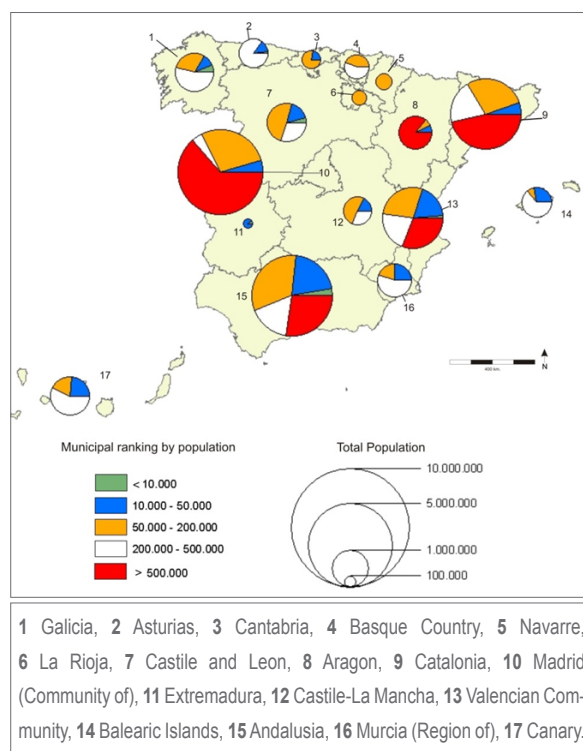 1
2
3
4
5
6
7
8
9
10
11
12
13
14
15
16
17
400 km.
N
Municipal ranking by population
< 10.000
10.000 - 50.000
50.000 - 200.000
200.000 - 500.000
> 500.000
Total Population
10.000.000
5.000.000
1.000.000
100.000
1 Galicia, 2 Asturias, 3 Cantabria, 4 Basque Country, 5 Navarre,
6 La Rioja, 7 Castile and Leon, 8 Aragon, 9 Catalonia, 10 Madrid
(Community of), 11 Extremadura, 12 Castile-La Mancha, 13 Valencian Com-
munity, 14 Balearic Islands, 15 Andalusia, 16 Murcia (Region of), 17 Canary.